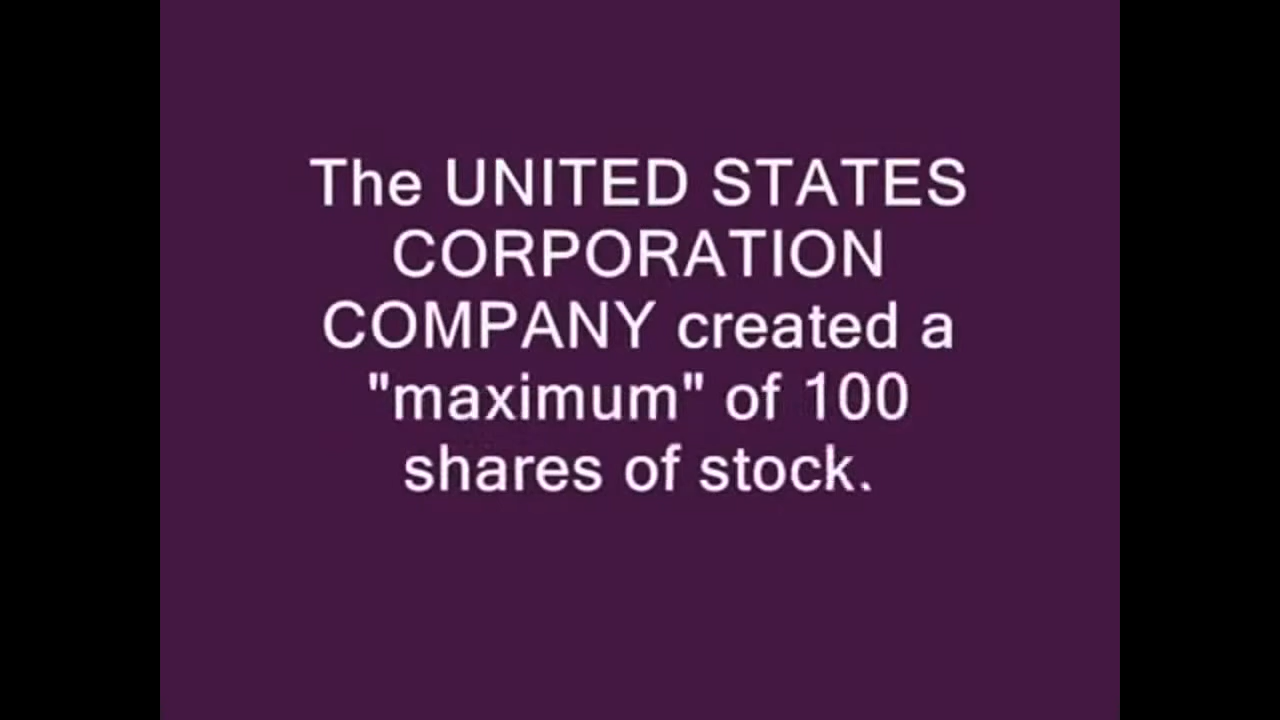 The UNITED STATES
CORPORATION
COMPANY created a
"maximum" of 100
shares of stock.